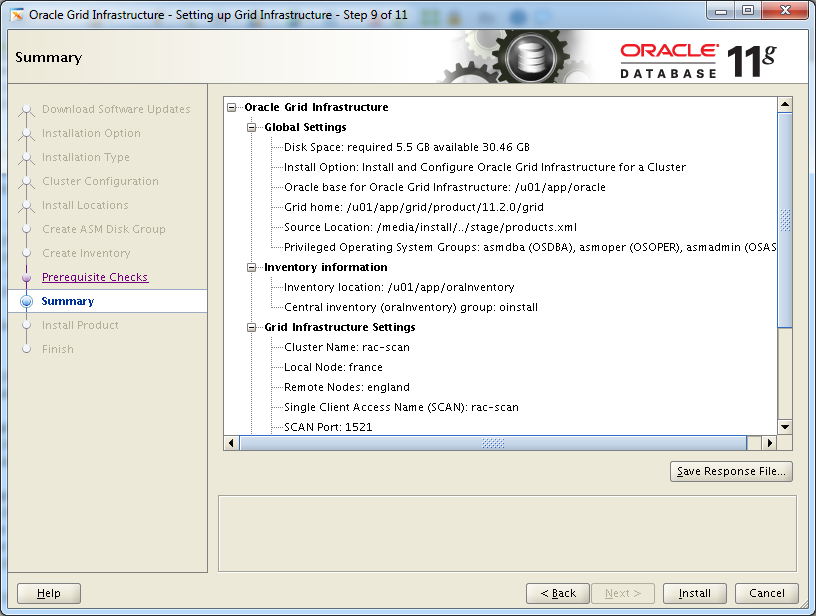 Oracle Grid Infrastructure - Setting up Grid Infrastructure - Step 9 of 11
Summary
ORACLE
DATABASE
11g
Download Software Updates
Installation Option
Installation Type
Cluster Configuration
Install Locations
Create ASM Disk Group
Create Inventory
Prerequisite Checks
Summary
Install Product
Finish
Oracle Grid Infrastructure
Global Settings
Disk Space: required 5.5 GB available 30.46 GB
Install Option: Install and Configure Oracle Grid Infrastructure for a Cluster
Oracle base for Oracle Grid Infrastructure: /u01/app/oracle
Grid home: /u01/app/grid/product/11.2.0/grid
Source Location: /media/install/../stage/products.xml
Privileged Operating System Groups: asmdba (OSDBA), asmoper (OSOPER), asmadmin (OSAS
Inventory information
Inventory location: /u01/app/oraInventory
Central inventory (oraInventory) group: oinstall
Grid Infrastructure Settings
Cluster Name: rac-scan
Local Node: france
Remote Nodes: england
Single Client Access Name (SCAN): rac-scan
SCAN Port: 1521
Save Response File...
Help
< Back
Next >
Install
Cancel